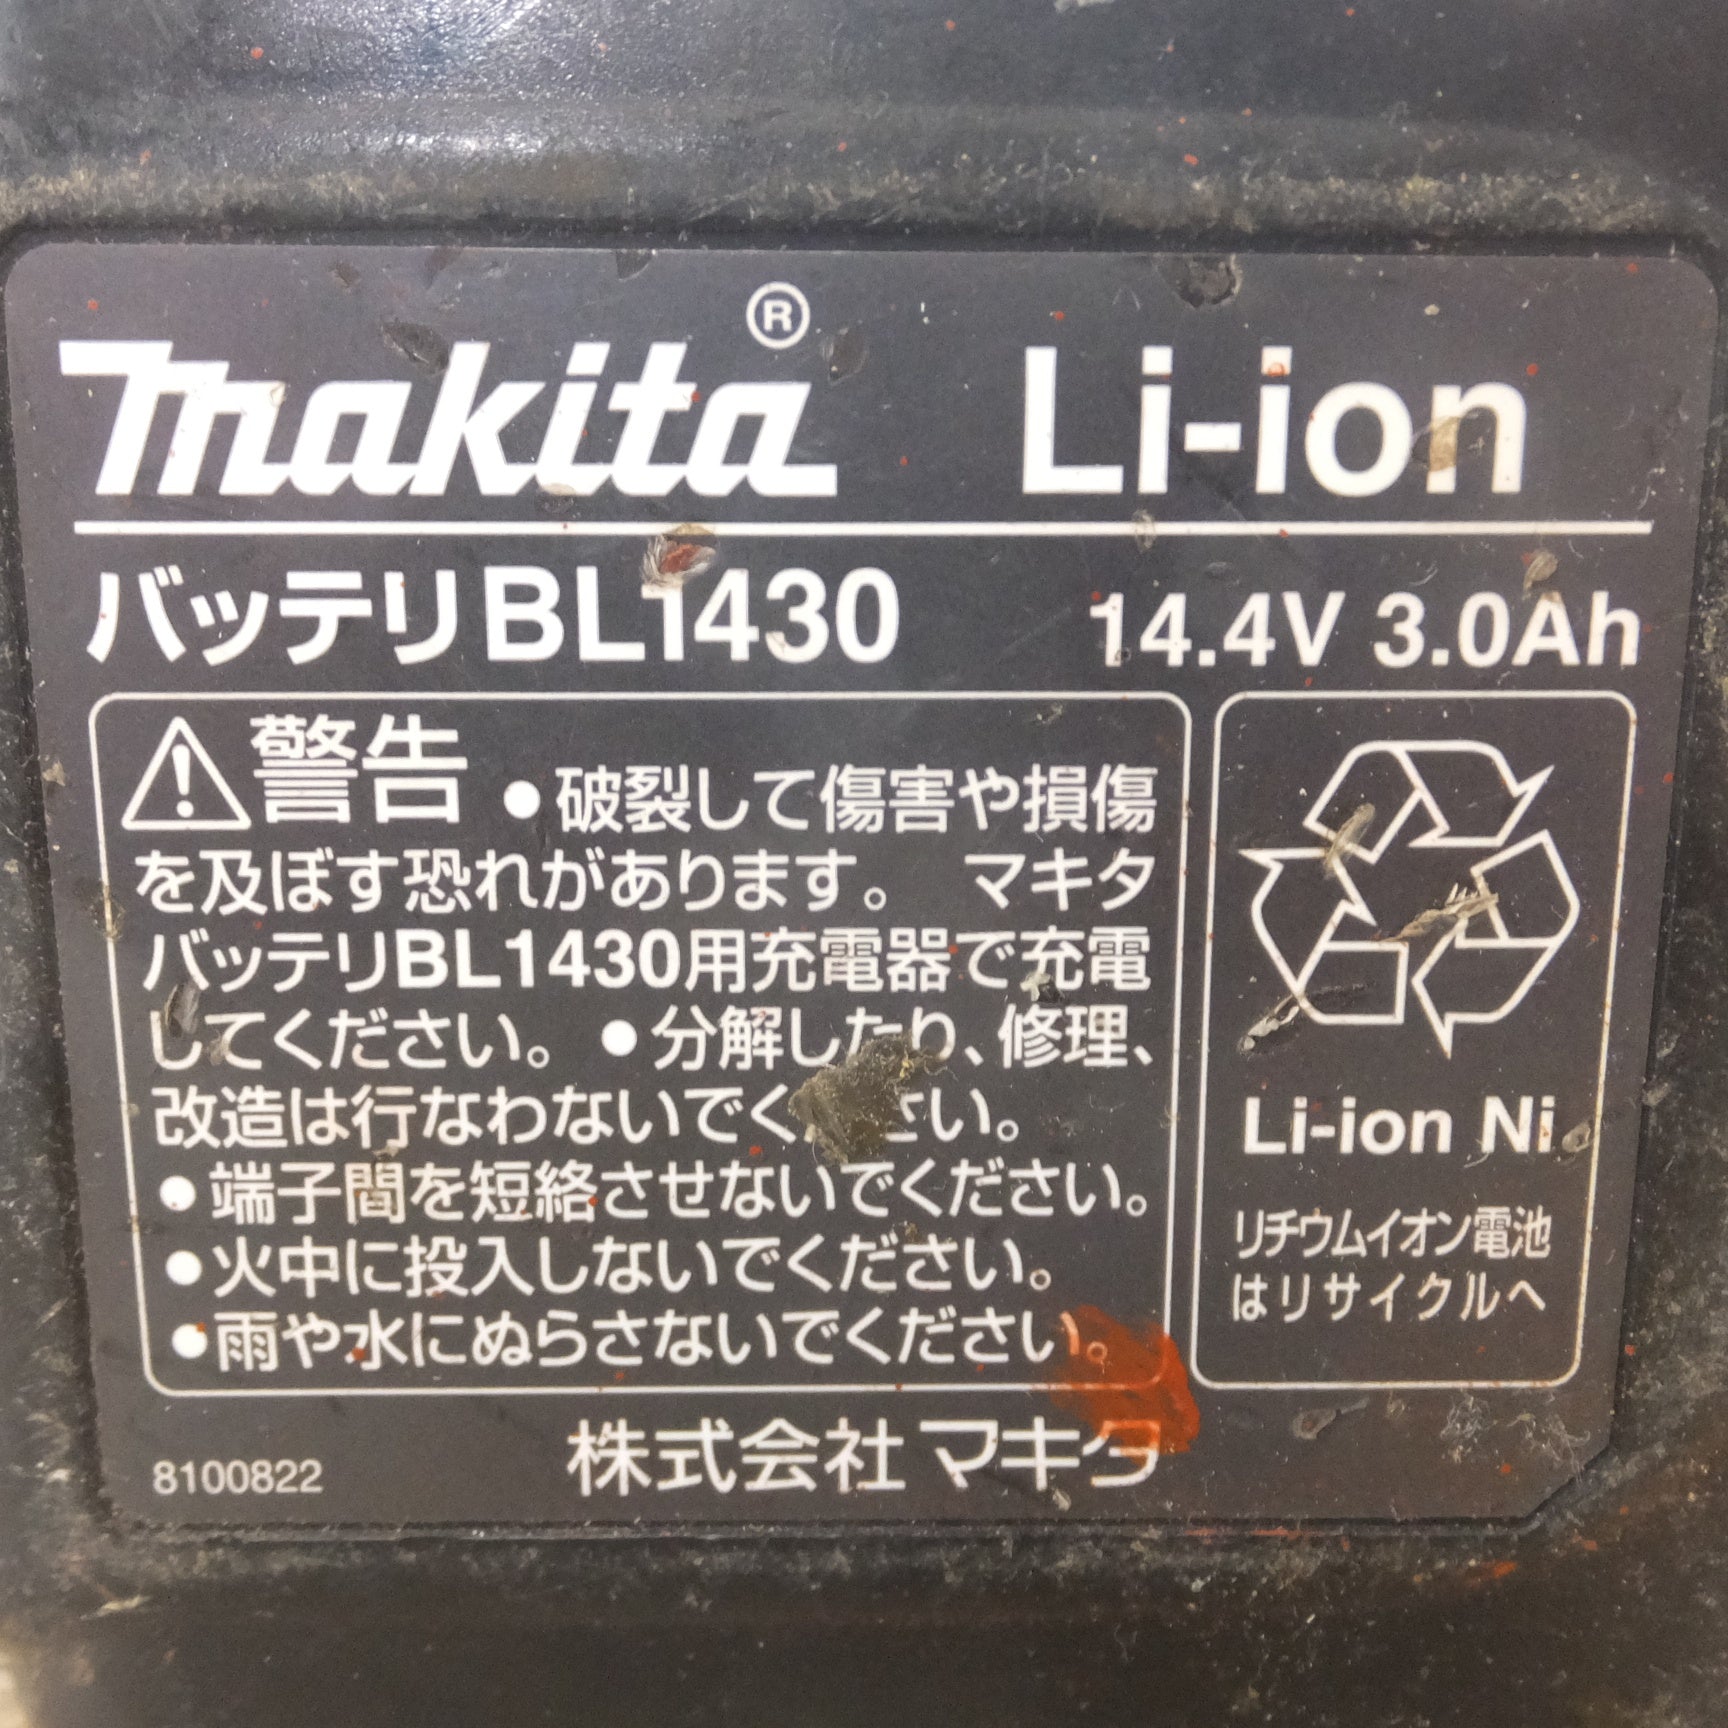 makita® Li-ion
バッテリBL1430 14.4V 3.0Ah
警告 ●破裂して傷害や損傷
を及ぼす恐れがあります。 マキタ
バッテリBL1430用充電器で充電
してください。 ●分解したり、修理、
改造は行なわないでください。
●端子間を短絡させないでください。
●火中に投入しないでください。
●雨や水にぬらさないでください。
Li-ion Ni
リチウムイオン電池
はリサイクルへ
8100822 株式会社マキタ